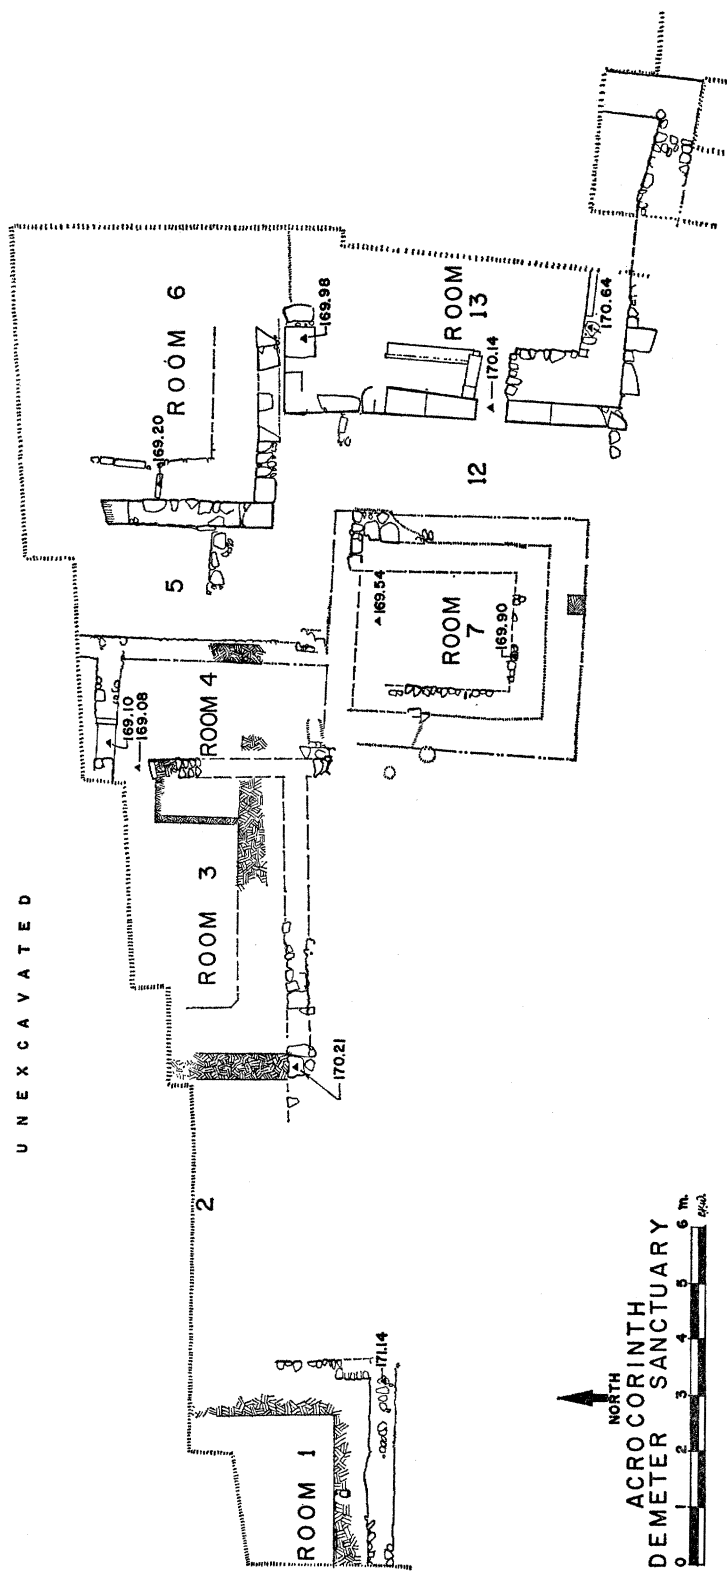 UNEXCAVATED
ROOM 6
169.20
169.98
ROOM
13
170.14
170.64
12
5
169.54
ROOM
7
169.90
ROOM 4
169.10
169.08
ROOM 3
170.21
2
171.14
ROOM 1
NORTH
ACROCORINTH
DEMETER SANCTUARY
0 1 2 3 4 5 6 m.